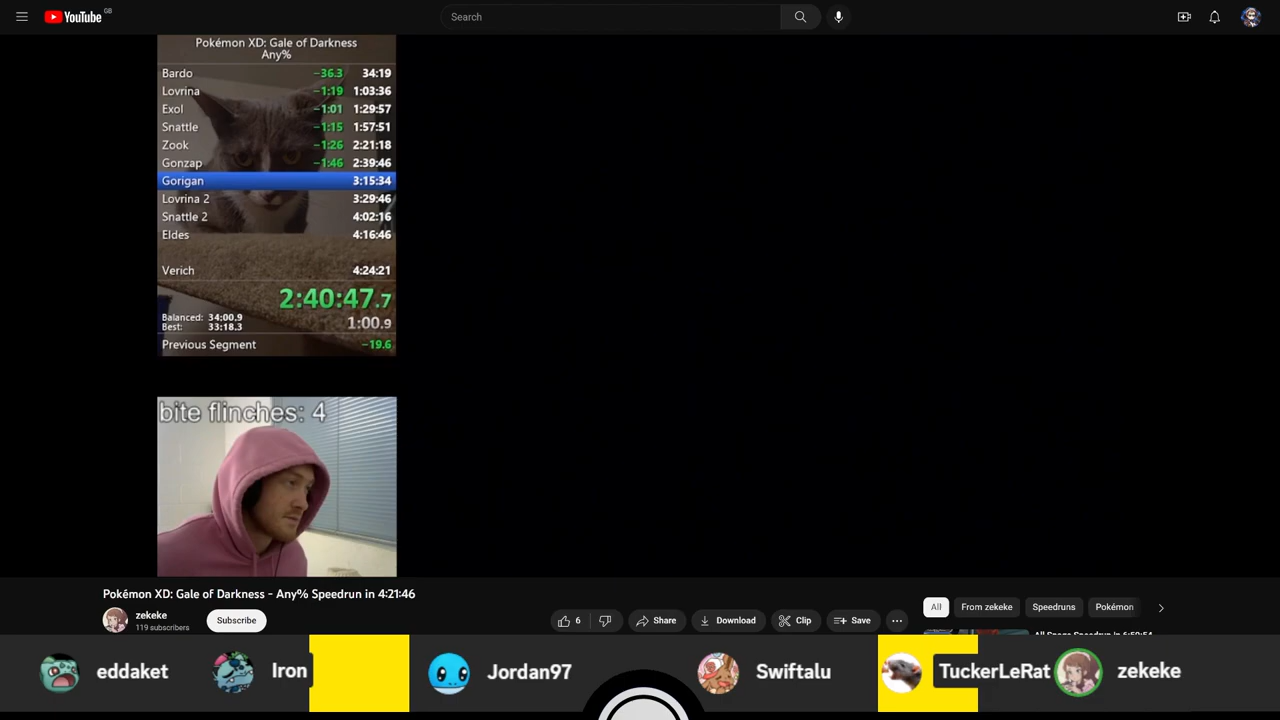 YouTube GB
Search
Pokémon XD: Gale of Darkness
Any%
Bardo -36.3 34:19
Lovrina -1:19 1:03:36
Exol -1:01 1:29:57
Snattle -1:15 1:57:51
Zook -1:26 2:21:18
Gonzap -1:46 2:39:46
Gorigan 3:15:34
Lovrina 2 3:29:46
Snattle 2 4:02:16
Eldes 4:16:46
Verich 4:24:21
2:40:47.7
Balanced: 34:00.9
Best: 33:18.3
1:00.9
Previous Segment -19.6
bite flinches: 4
Pokémon XD: Gale of Darkness - Any% Speedrun in 4:21:46
zekeke
119 subscribers
Subscribe
6
Share
Download
Clip
Save
All
From zekeke
Speedruns
Pokémon
eddaket
Iron
Jordan97
Swiftalu
TuckerLeRat
zekeke